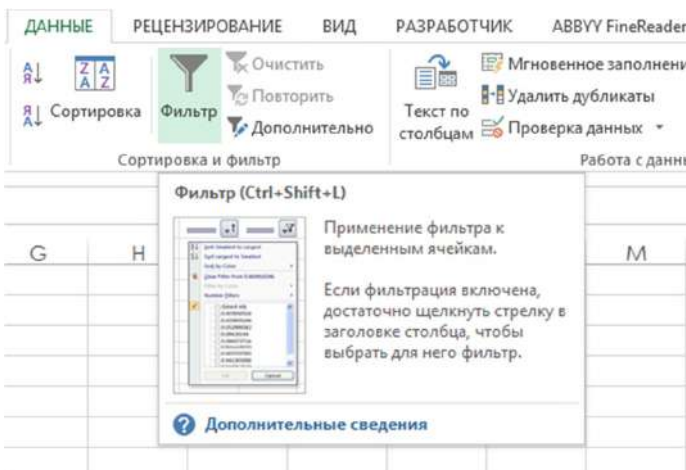 ДАННЫЕ РЕЦЕНЗИРОВАНИЕ ВИД РАЗРАБОТЧИК ABBYY FineReader
Сортировка
Фильтр
Очистить
Повторить
Дополнительно
Сортировка и фильтр
Текст по
столбцам
Мгновенное заполнени
Удалить дубликаты
Проверка данных
Работа с данны
G H M
Фильтр (Ctrl+Shift+L)
Применение фильтра к
выделенным ячейкам.
Если фильтрация включена,
достаточно щелкнуть стрелку в
заголовке столбца, чтобы
выбрать для него фильтр.
Дополнительные сведения